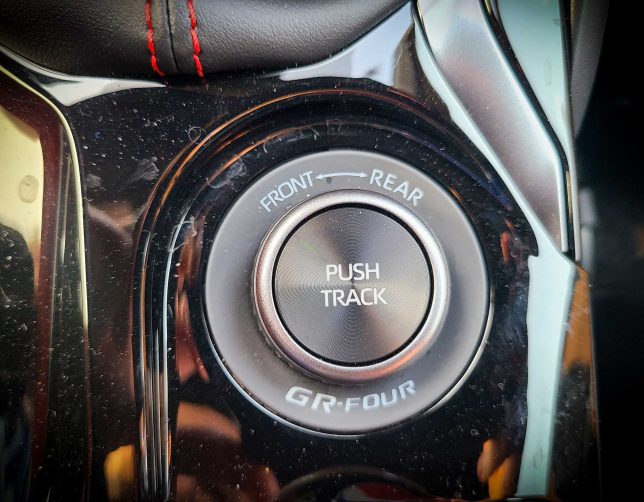 FRONT ⟷ REAR
PUSH
TRACK
GR-FOUR